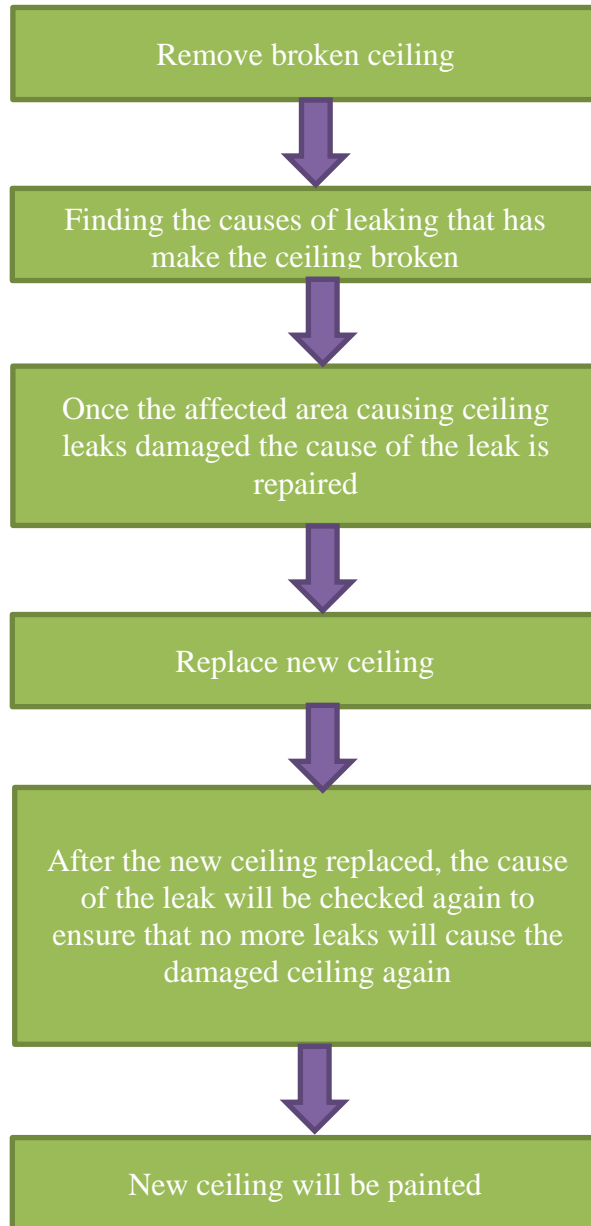 Remove broken ceiling
Finding the causes of leaking that has
make the ceiling broken
Once the affected area causing ceiling
leaks damaged the cause of the leak is
repaired
Replace new ceiling
After the new ceiling replaced, the cause
of the leak will be checked again to
ensure that no more leaks will cause the
damaged ceiling again
New ceiling will be painted